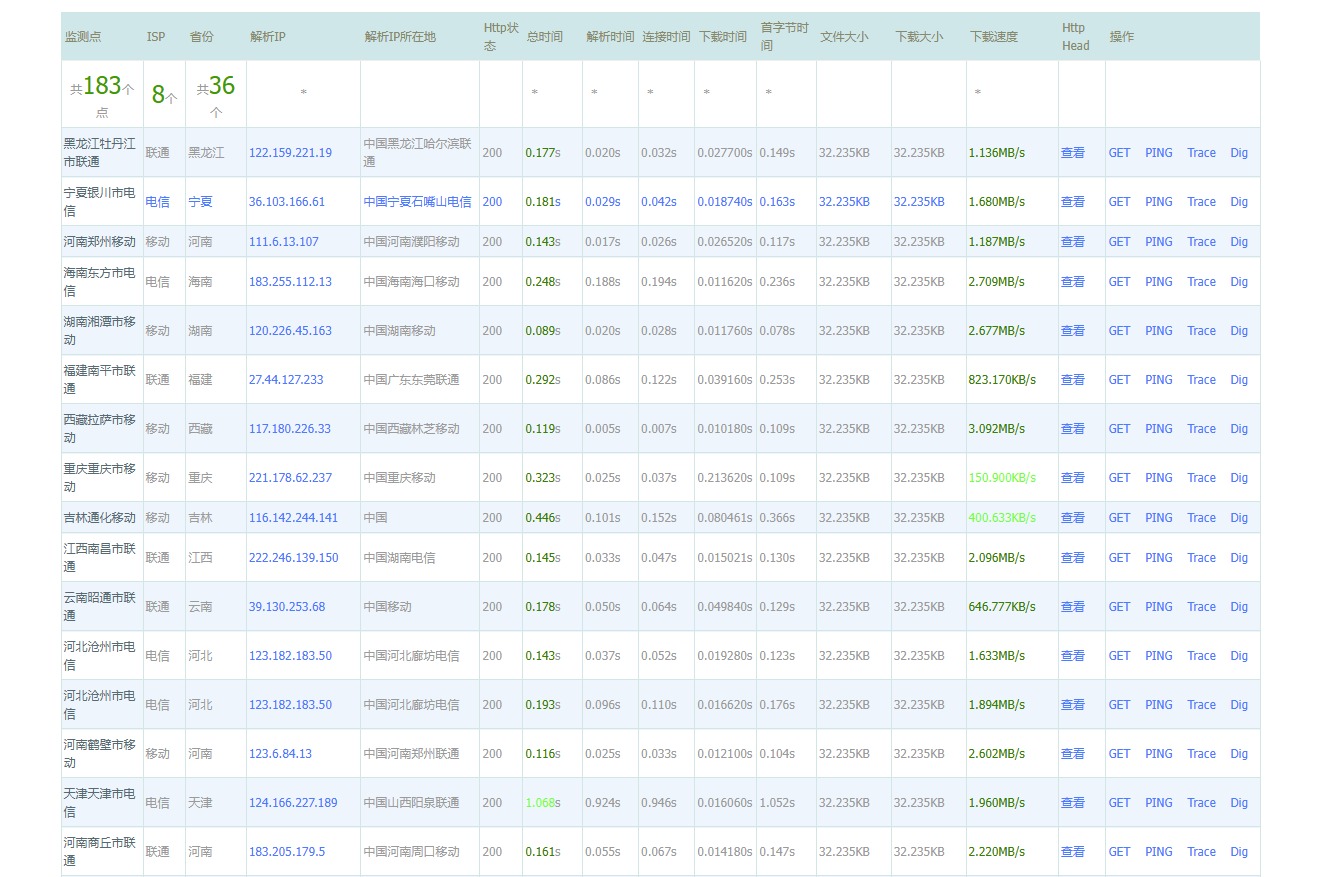 监测点 ISP 省份 解析IP 解析IP所在地 Http状态 总时间 解析时间 连接时间 下载时间 首字节时间 文件大小 下载大小 下载速度 Http Head 操作
共183个点 8个 共36个 * * * * * * *
黑龙江牡丹江市联通 联通 黑龙江 122.159.221.19 中国黑龙江哈尔滨联通 200 0.177s 0.020s 0.032s 0.027700s 0.149s 32.235KB 32.235KB 1.136MB/s 查看 GET PING Trace Dig
宁夏银川市电信 电信 宁夏 36.103.166.61 中国宁夏石嘴山电信 200 0.181s 0.029s 0.042s 0.018740s 0.163s 32.235KB 32.235KB 1.680MB/s 查看 GET PING Trace Dig
河南郑州移动 移动 河南 111.6.13.107 中国河南濮阳移动 200 0.143s 0.017s 0.026s 0.026520s 0.117s 32.235KB 32.235KB 1.187MB/s 查看 GET PING Trace Dig
海南东方市电信 电信 海南 183.255.112.13 中国海南海口移动 200 0.248s 0.188s 0.194s 0.011620s 0.236s 32.235KB 32.235KB 2.709MB/s 查看 GET PING Trace Dig
湖南湘潭市移动 移动 湖南 120.226.45.163 中国湖南移动 200 0.089s 0.020s 0.028s 0.011760s 0.078s 32.235KB 32.235KB 2.677MB/s 查看 GET PING Trace Dig
福建南平市联通 联通 福建 27.44.127.233 中国广东东莞联通 200 0.292s 0.086s 0.122s 0.039160s 0.253s 32.235KB 32.235KB 823.170KB/s 查看 GET PING Trace Dig
西藏拉萨市移动 移动 西藏 117.180.226.33 中国西藏林芝移动 200 0.119s 0.005s 0.007s 0.010180s 0.109s 32.235KB 32.235KB 3.092MB/s 查看 GET PING Trace Dig
重庆重庆市移动 移动 重庆 221.178.62.237 中国重庆移动 200 0.323s 0.025s 0.037s 0.213620s 0.109s 32.235KB 32.235KB 150.900KB/s 查看 GET PING Trace Dig
吉林通化移动 移动 吉林 116.142.244.141 中国 200 0.446s 0.101s 0.152s 0.080461s 0.366s 32.235KB 32.235KB 400.633KB/s 查看 GET PING Trace Dig
江西南昌市联通 联通 江西 222.246.139.150 中国湖南电信 200 0.145s 0.033s 0.047s 0.015021s 0.130s 32.235KB 32.235KB 2.096MB/s 查看 GET PING Trace Dig
云南昭通市联通 联通 云南 39.130.253.68 中国移动 200 0.178s 0.050s 0.064s 0.049840s 0.129s 32.235KB 32.235KB 646.777KB/s 查看 GET PING Trace Dig
河北沧州市电信 电信 河北 123.182.183.50 中国河北廊坊电信 200 0.143s 0.037s 0.052s 0.019280s 0.123s 32.235KB 32.235KB 1.633MB/s 查看 GET PING Trace Dig
河北沧州市电信 电信 河北 123.182.183.50 中国河北廊坊电信 200 0.193s 0.096s 0.110s 0.016620s 0.176s 32.235KB 32.235KB 1.894MB/s 查看 GET PING Trace Dig
河南鹤壁市移动 移动 河南 123.6.84.13 中国河南郑州联通 200 0.116s 0.025s 0.033s 0.012100s 0.104s 32.235KB 32.235KB 2.602MB/s 查看 GET PING Trace Dig
天津天津市电信 电信 天津 124.166.227.189 中国山西阳泉联通 200 1.068s 0.924s 0.946s 0.016060s 1.052s 32.235KB 32.235KB 1.960MB/s 查看 GET PING Trace Dig
河南商丘市联通 联通 河南 183.205.179.5 中国河南周口移动 200 0.161s 0.055s 0.067s 0.014180s 0.147s 32.235KB 32.235KB 2.220MB/s 查看 GET PING Trace Dig